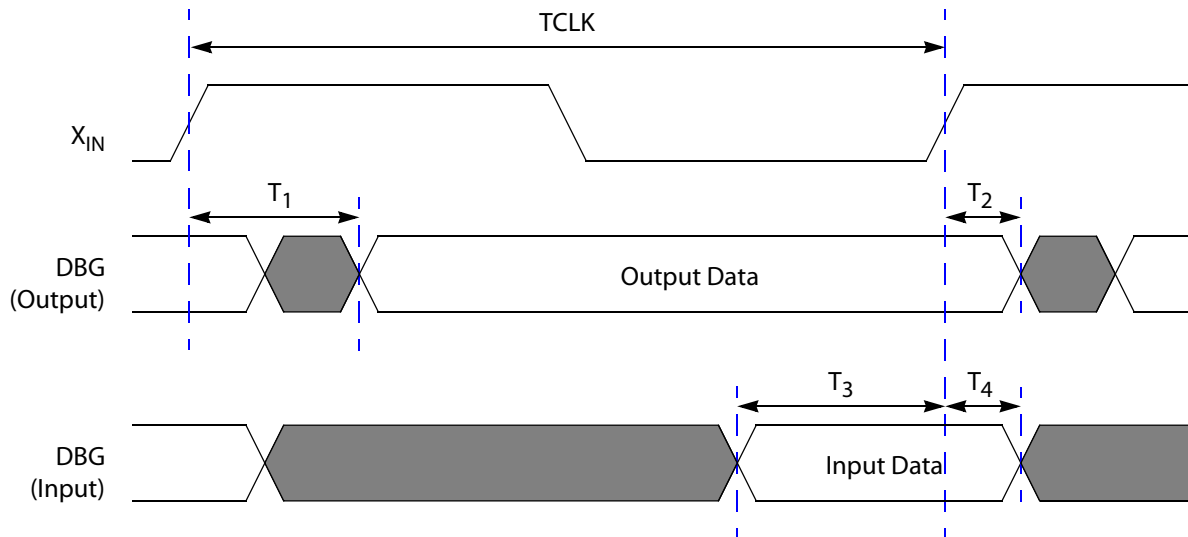 TCLK
X_IN
T_1
T_2
DBG
(Output)
Output Data
T_3
T_4
DBG
(Input)
Input Data